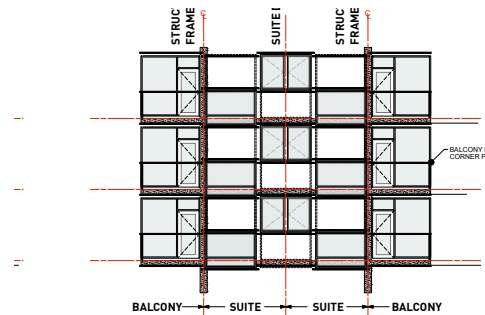 STRUC
FRAME
℄
SUITE
STRUC
FRAME
℄
BALCONY
CORNER P
BALCONY
SUITE
SUITE
BALCONY